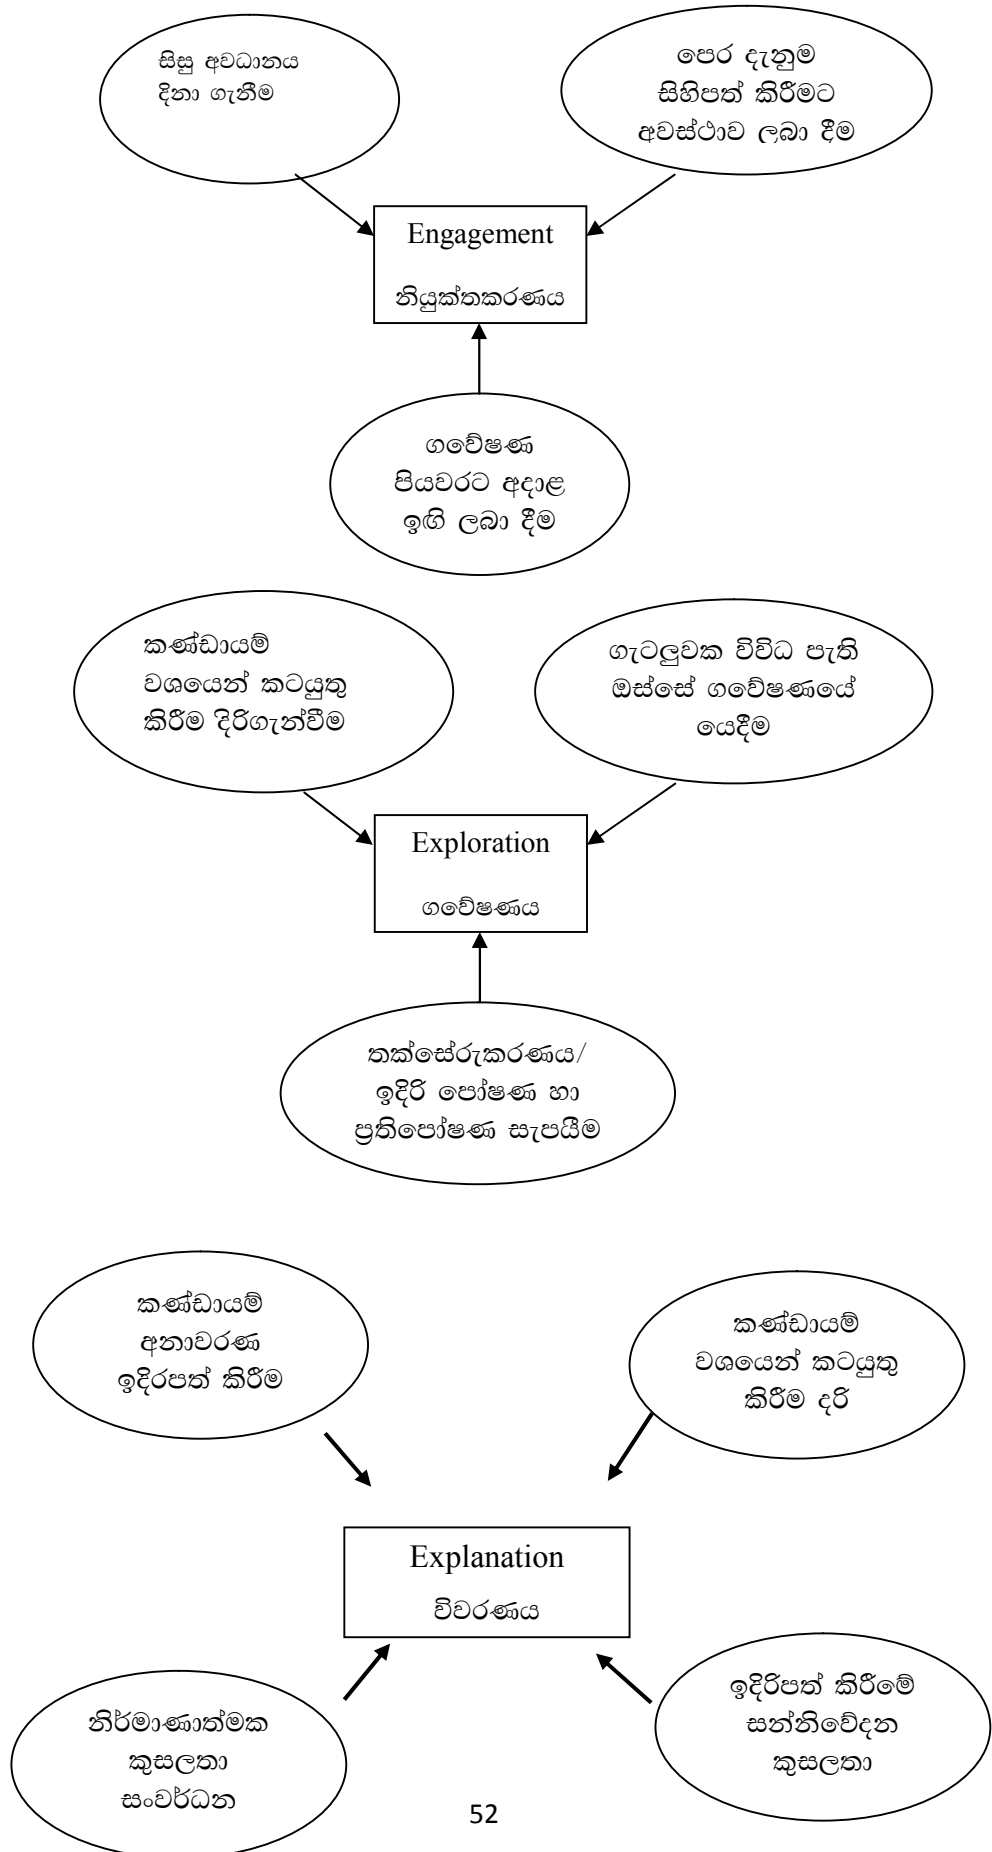 සිසු අවධානය
දිනා ගැනීම
පෙර දැනුම
සිහිපත් කිරීමට
අවස්ථාව ලබා දීම
Engagement
නියුක්තකරණය
ගවේෂණ
පියවරට අදාළ
ඉඟි ලබා දීම
කණ්ඩායම්
වශයෙන් කටයුතු
කිරීම දිරිගැන්වීම
ගැටලුවක විවිධ පැති
ඔස්සේ ගවේෂණයේ
යෙදීම
Exploration
ගවේෂණය
තක්සේරුකරණය/
ඉදිරි පෝෂණ හා
ප්‍රතිපෝෂණ සැපයීම
කණ්ඩායම්
අනාවරණ
ඉදිරපත් කිරීම
කණ්ඩායම්
වශයෙන් කටයුතු
කිරීම දරි
Explanation
විවරණය
නිර්මාණාත්මක
කුසලතා
සංවර්ධන
ඉදිරිපත් කිරීමේ
සන්නිවේදන
කුසලතා
52